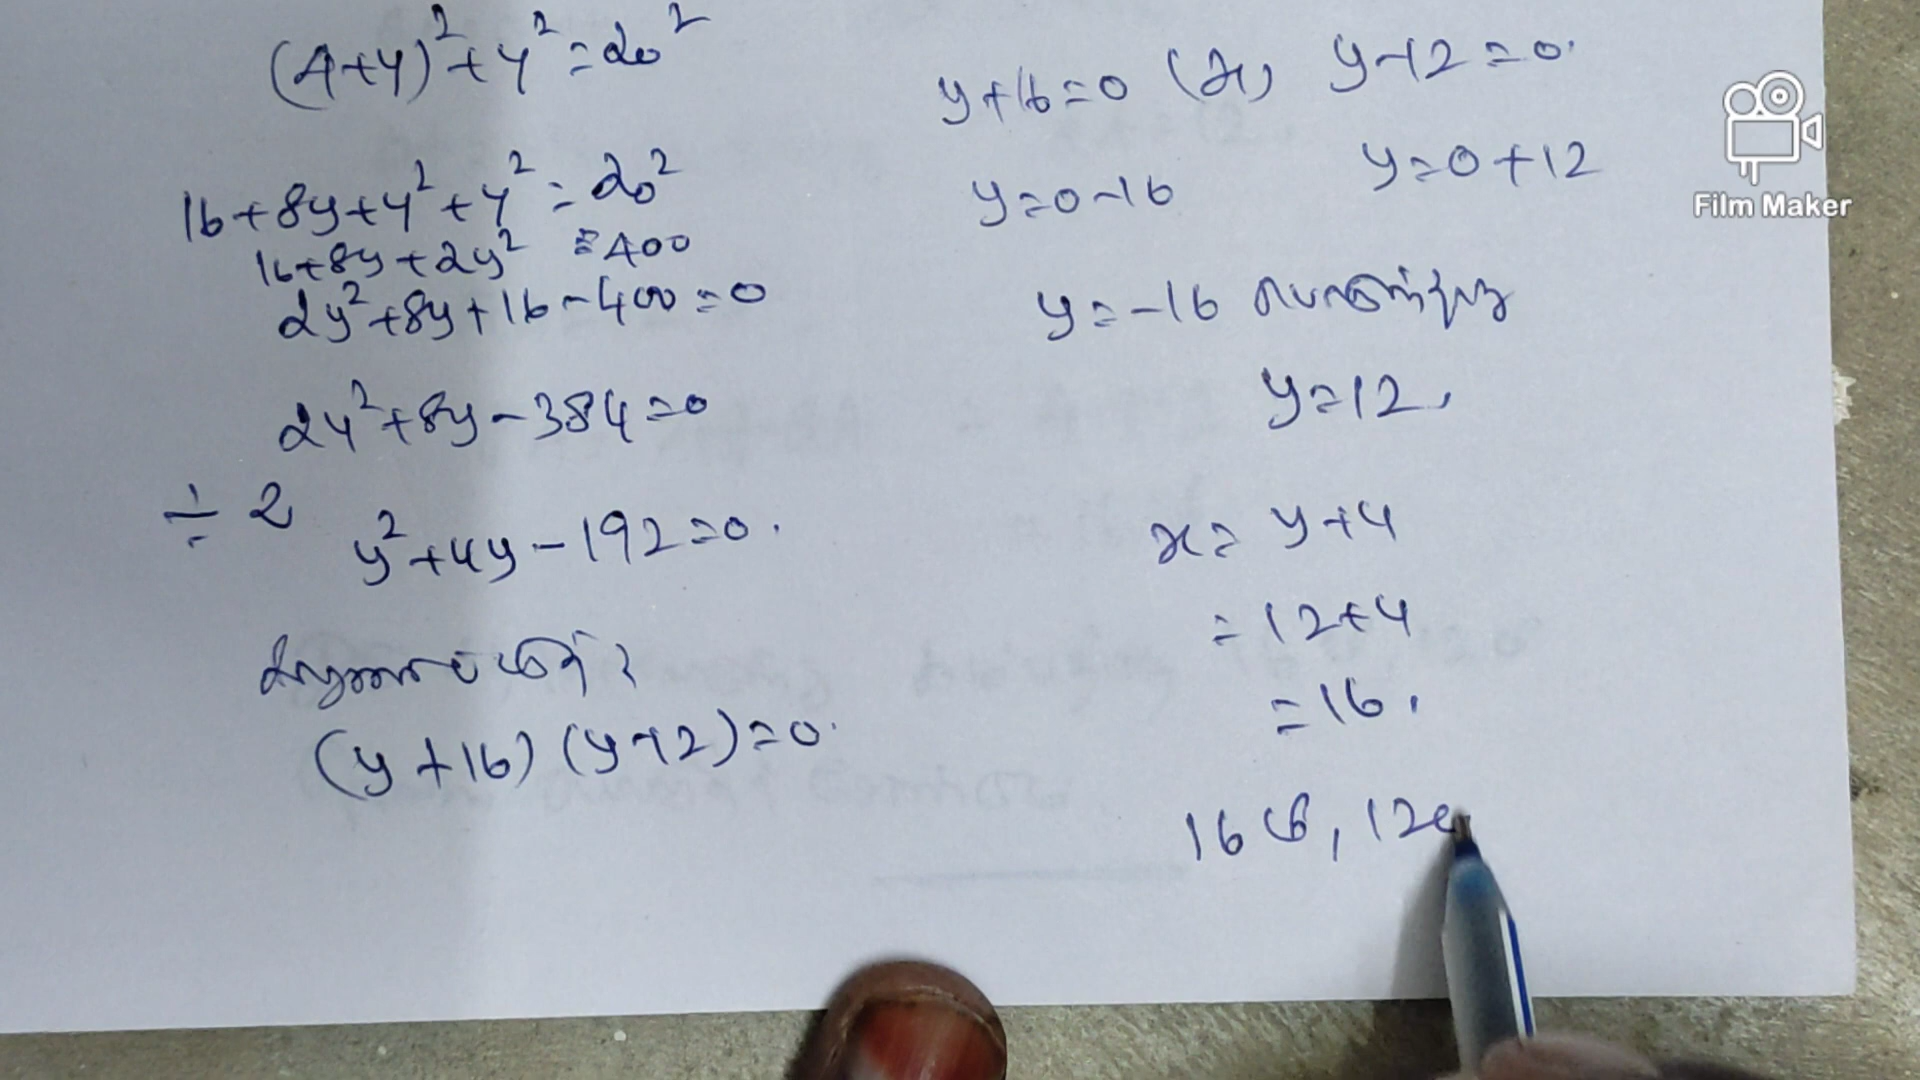 (4+y)²+y²=20²
16+8y+y²+y²=20²
16+8y+2y²=400
2y²+8y+16-400=0
2y²+8y-384=0
÷2 y²+4y-192=0.
(y+16)(y-12)=0.
y+16=0 (அ) y-12=0.
y=0-16 y=0+12
y=-16 பொருந்தாது
y=12,
x=y+4
=12+4
=16.
16 செ, 12
Film Maker